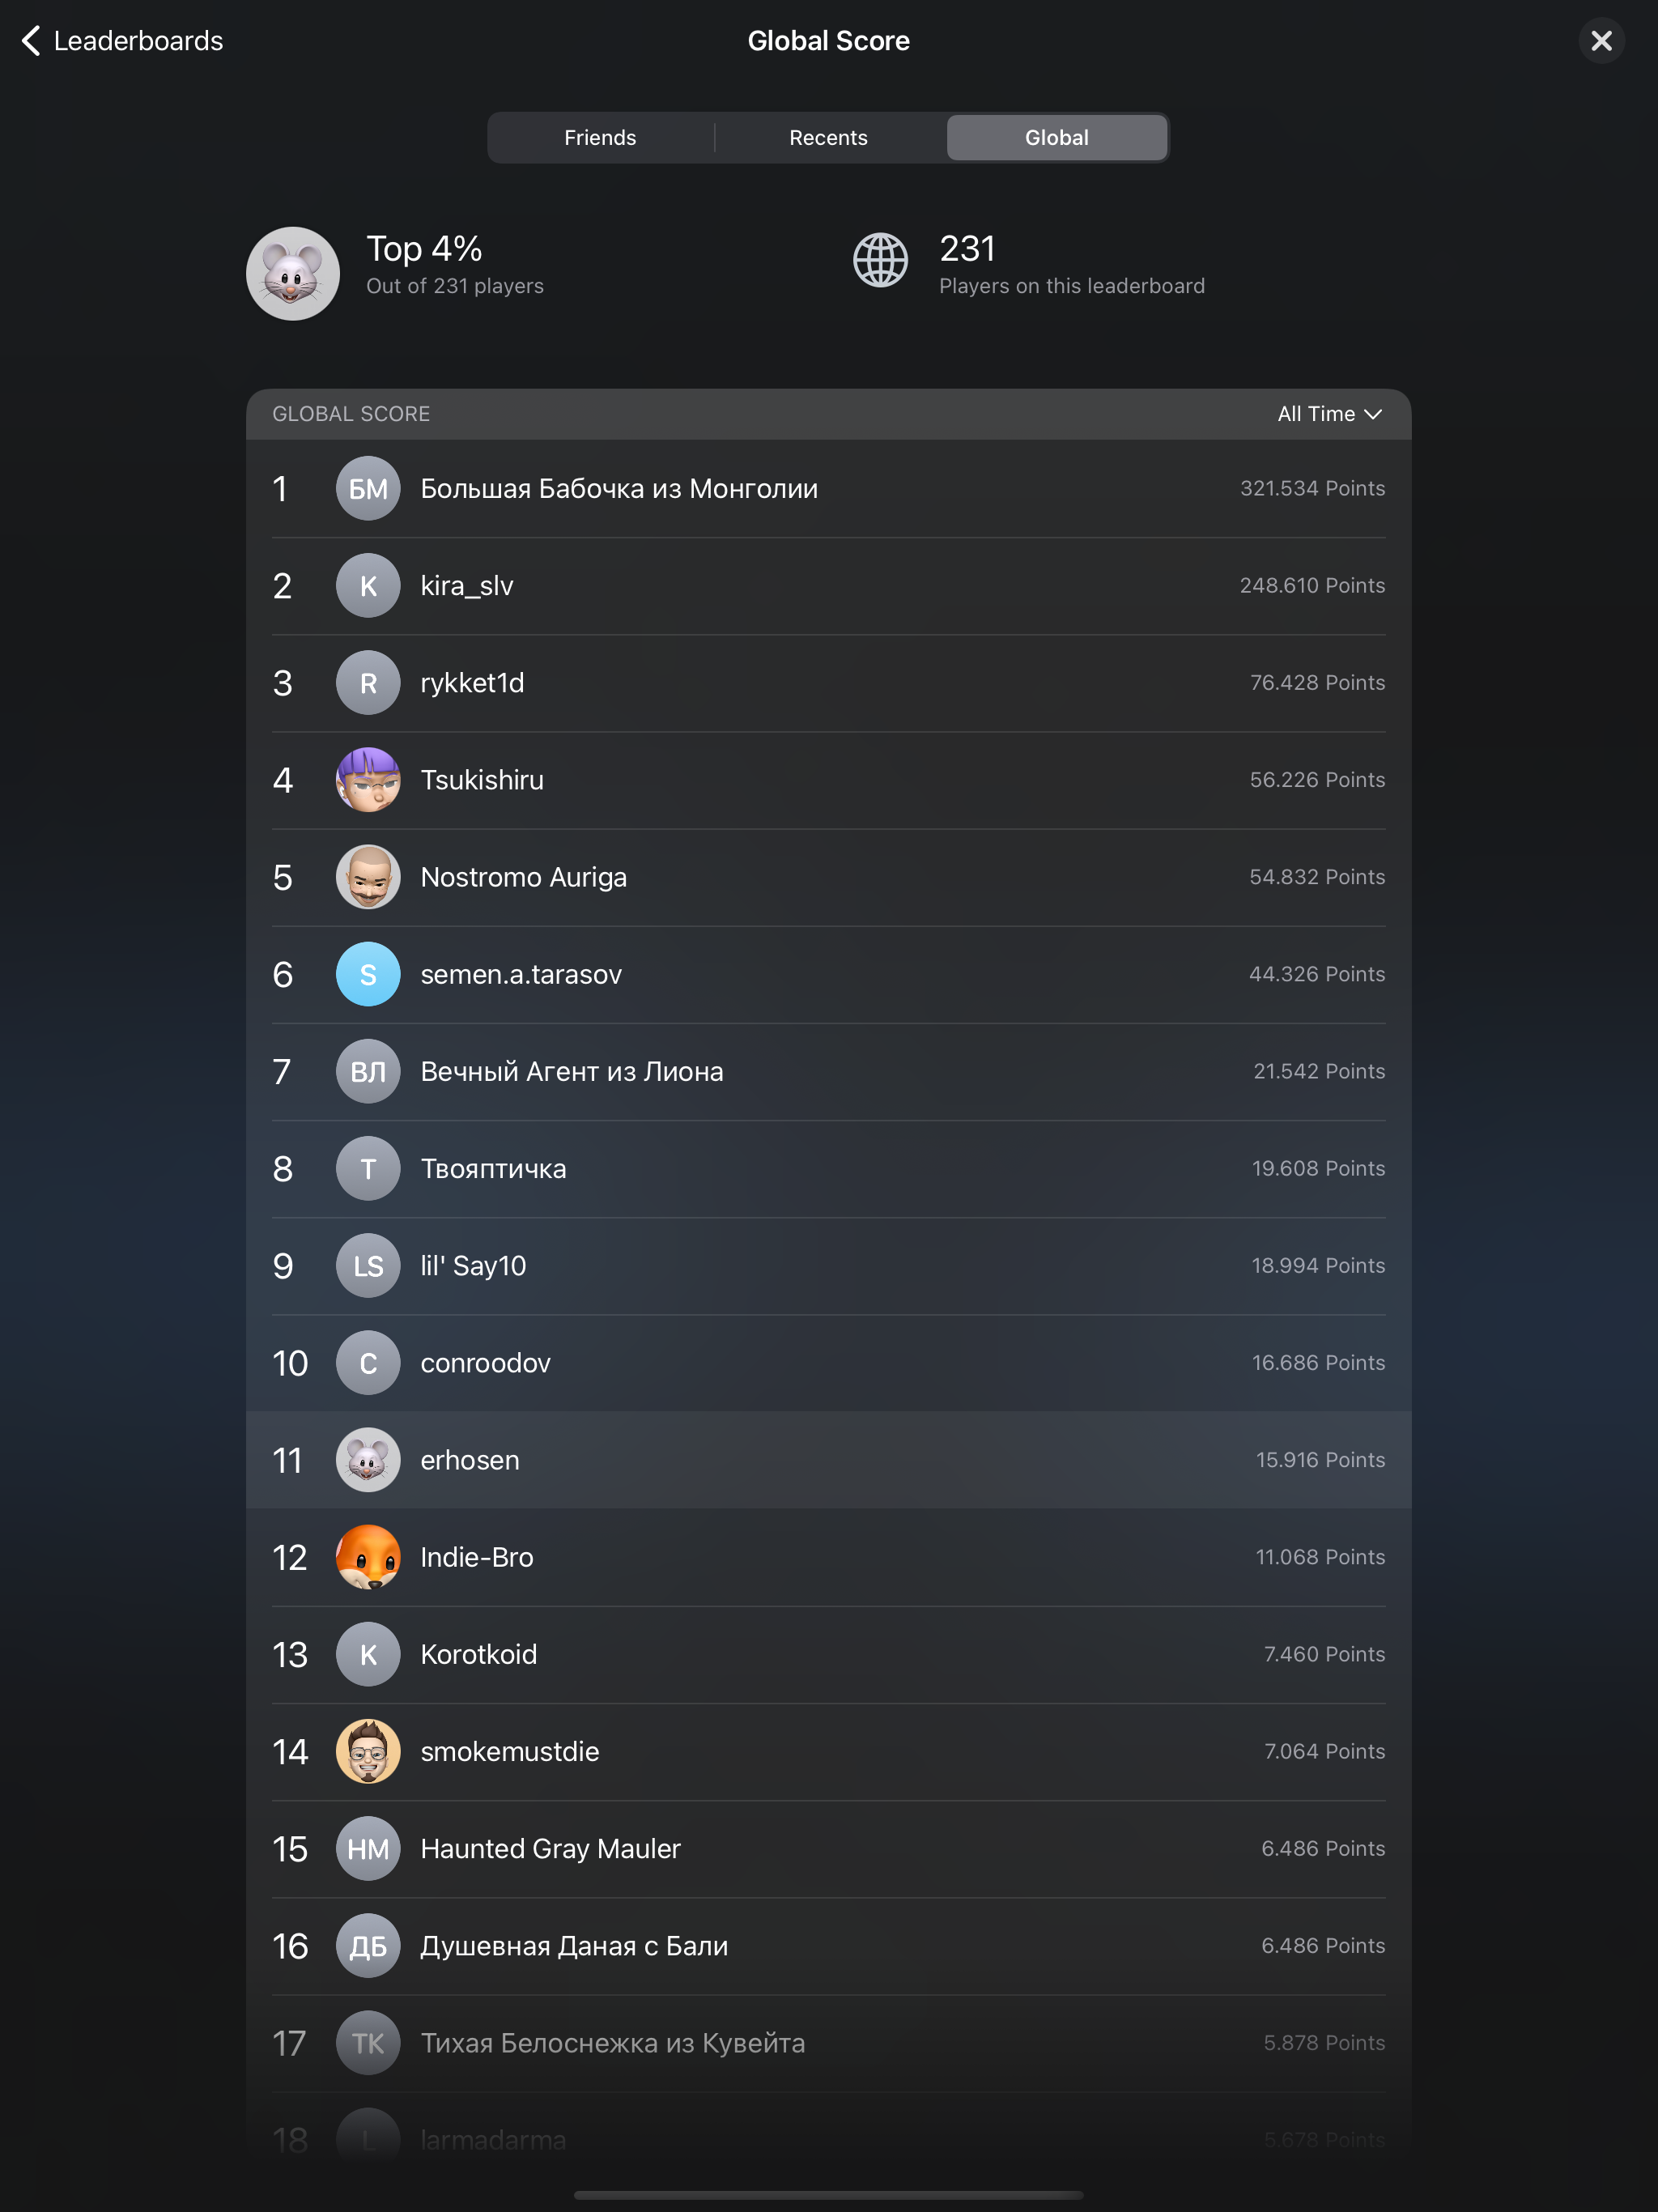 Leaderboards
Global Score
Friends
Recents
Global
Top 4%
Out of 231 players
231
Players on this leaderboard
GLOBAL SCORE
All Time
1 БМ Большая Бабочка из Монголии 321.534 Points
2 K kira_slv 248.610 Points
3 R rykket1d 76.428 Points
4 Tsukishiru 56.226 Points
5 Nostromo Auriga 54.832 Points
6 S semen.a.tarasov 44.326 Points
7 ВЛ Вечный Агент из Лиона 21.542 Points
8 Т Твояптичка 19.608 Points
9 LS lil' Say10 18.994 Points
10 C conroodov 16.686 Points
11 erhosen 15.916 Points
12 Indie-Bro 11.068 Points
13 K Korotkoid 7.460 Points
14 smokemustdie 7.064 Points
15 HM Haunted Gray Mauler 6.486 Points
16 ДБ Душевная Даная с Бали 6.486 Points
17 ТК Тихая Белоснежка из Кувейта 5.878 Points
18 L larmadarma 5.678 Points